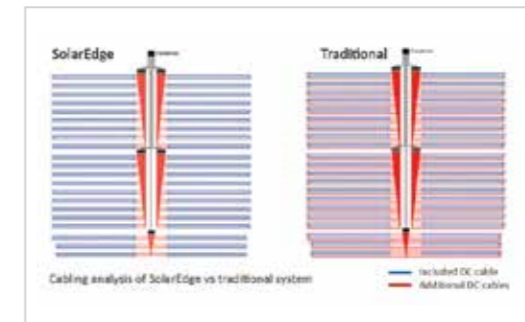 SolarEdge
Traditional
Cabling analysis of SolarEdge vs traditional system
Included DC cable
Additional DC cables